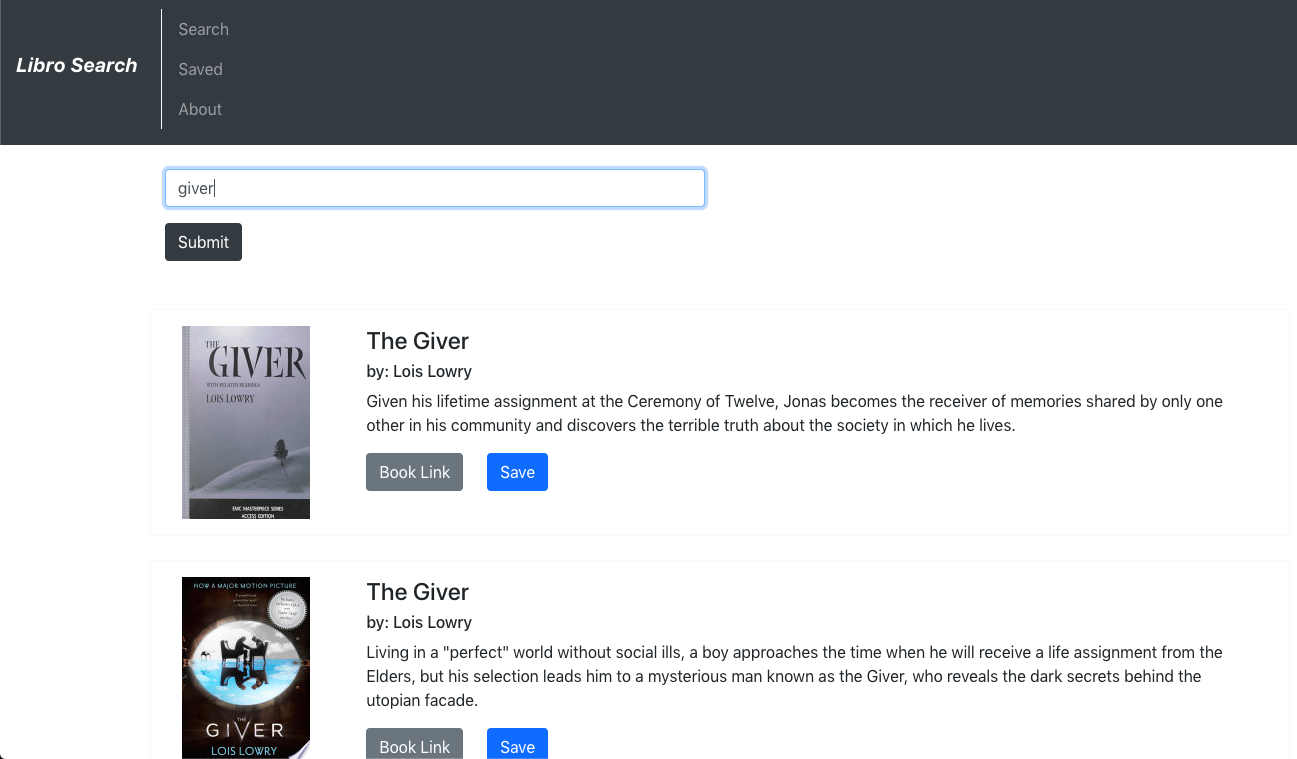 Libro Search
Search
Saved
About
giver
Submit
THE
GIVER
WITH RELATED READINGS
LOIS LOWRY
EMC MASTERPIECE SERIES
ACCESS EDITION
The Giver
by: Lois Lowry
Given his lifetime assignment at the Ceremony of Twelve, Jonas becomes the receiver of memories shared by only one
other in his community and discovers the terrible truth about the society in which he lives.
Book Link
Save
NOW A MAJOR MOTION PICTURE
THE
GIVER
LOIS LOWRY
The Giver
by: Lois Lowry
Living in a "perfect" world without social ills, a boy approaches the time when he will receive a life assignment from the
Elders, but his selection leads him to a mysterious man known as the Giver, who reveals the dark secrets behind the
utopian facade.
Book Link
Save